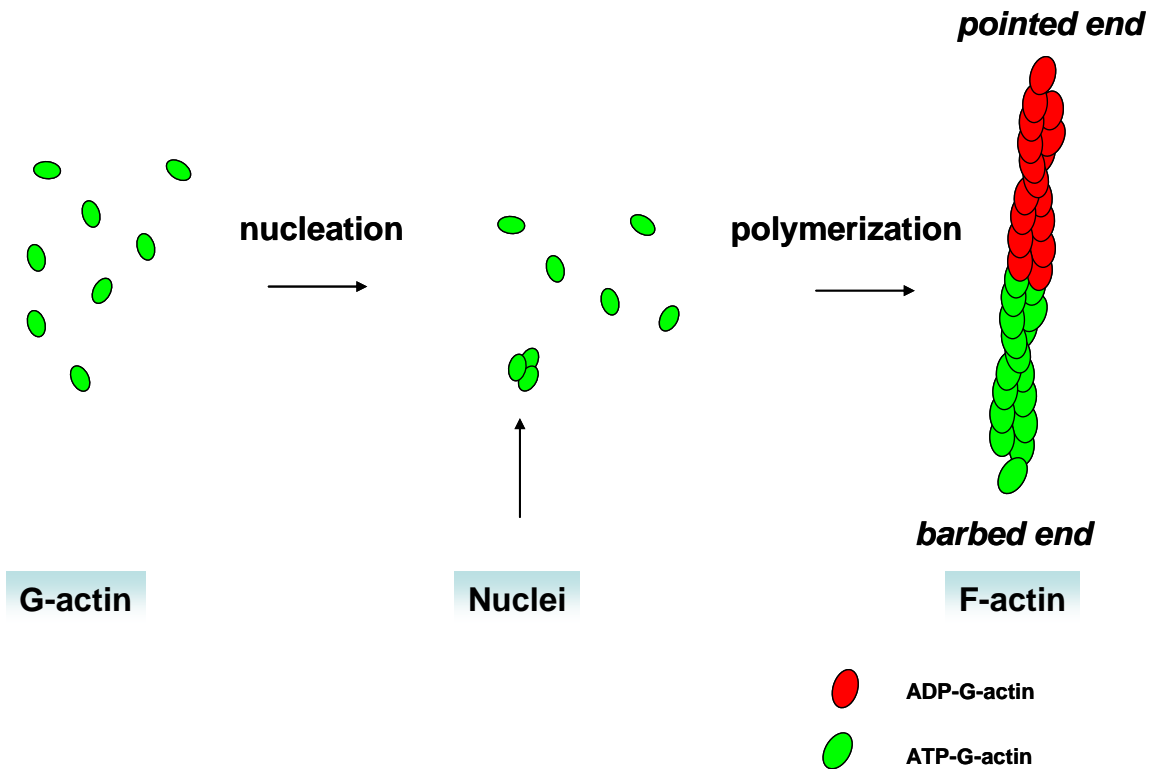 pointed end
nucleation
polymerization
barbed end
G-actin
Nuclei
F-actin
ADP-G-actin
ATP-G-actin